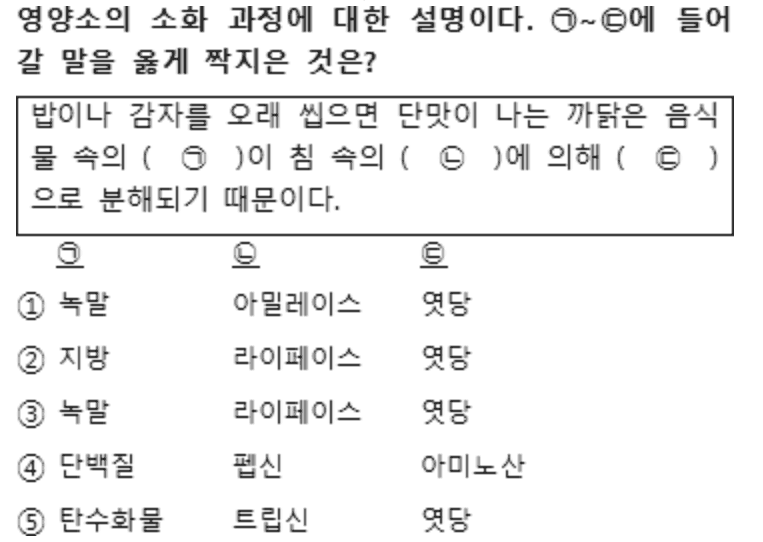 영양소의 소화 과정에 대한 설명이다. ㉠~㉢에 들어
갈 말을 옳게 짝지은 것은?
밥이나 감자를 오래 씹으면 단맛이 나는 까닭은 음식
물 속의 ( ㉠ )이 침 속의 ( ㉡ )에 의해 ( ㉢ )
으로 분해되기 때문이다.
㉠ ㉡ ㉢
① 녹말 아밀레이스 엿당
② 지방 라이페이스 엿당
③ 녹말 라이페이스 엿당
④ 단백질 펩신 아미노산
⑤ 탄수화물 트립신 엿당